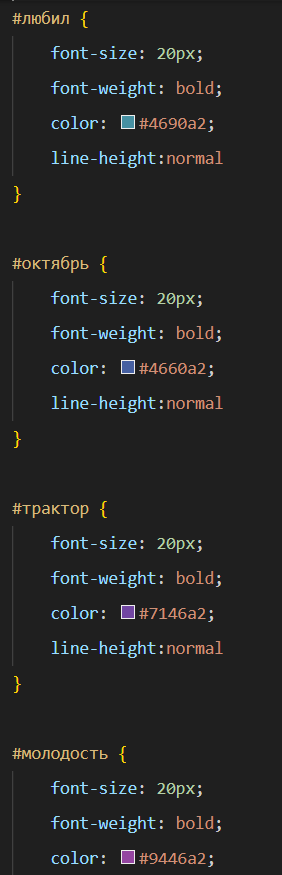 #любил {
font-size: 20px;
font-weight: bold;
color: #4690a2;
line-height:normal
}
#октябрь {
font-size: 20px;
font-weight: bold;
color: #4660a2;
line-height:normal
}
#трактор {
font-size: 20px;
font-weight: bold;
color: #7146a2;
line-height:normal
}
#молодость {
font-size: 20px;
font-weight: bold;
color: #9446a2;